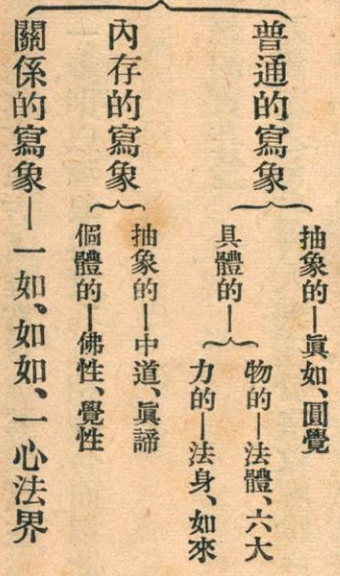 普通的寫象
抽象的—眞如、圓覺
具體的—
物的—法體、六大
力的—法身、如來
內存的寫象
抽象的—中道、眞諦
個體的—佛性、覺性
關係的寫象—一如、如如、一心法界